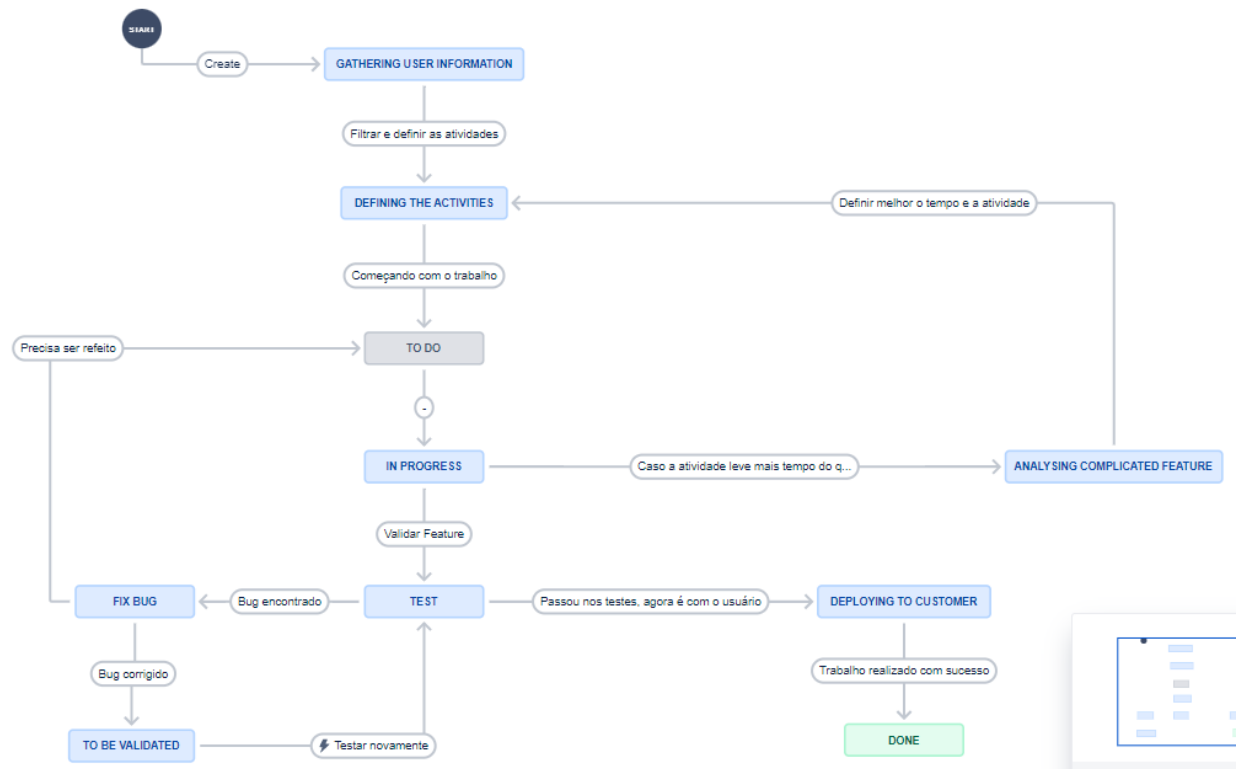 START
Create
GATHERING USER INFORMATION
Filtrar e definir as atividades
DEFINING THE ACTIVITIES
Definir melhor o tempo e a atividade
Começando com o trabalho
Precisa ser refeito
TO DO
-
IN PROGRESS
Caso a atividade leve mais tempo do q...
ANALYSING COMPLICATED FEATURE
Validar Feature
FIX BUG
Bug encontrado
TEST
Passou nos testes, agora é com o usuário
DEPLOYING TO CUSTOMER
Bug corrigido
Trabalho realizado com sucesso
TO BE VALIDATED
Testar novamente
DONE